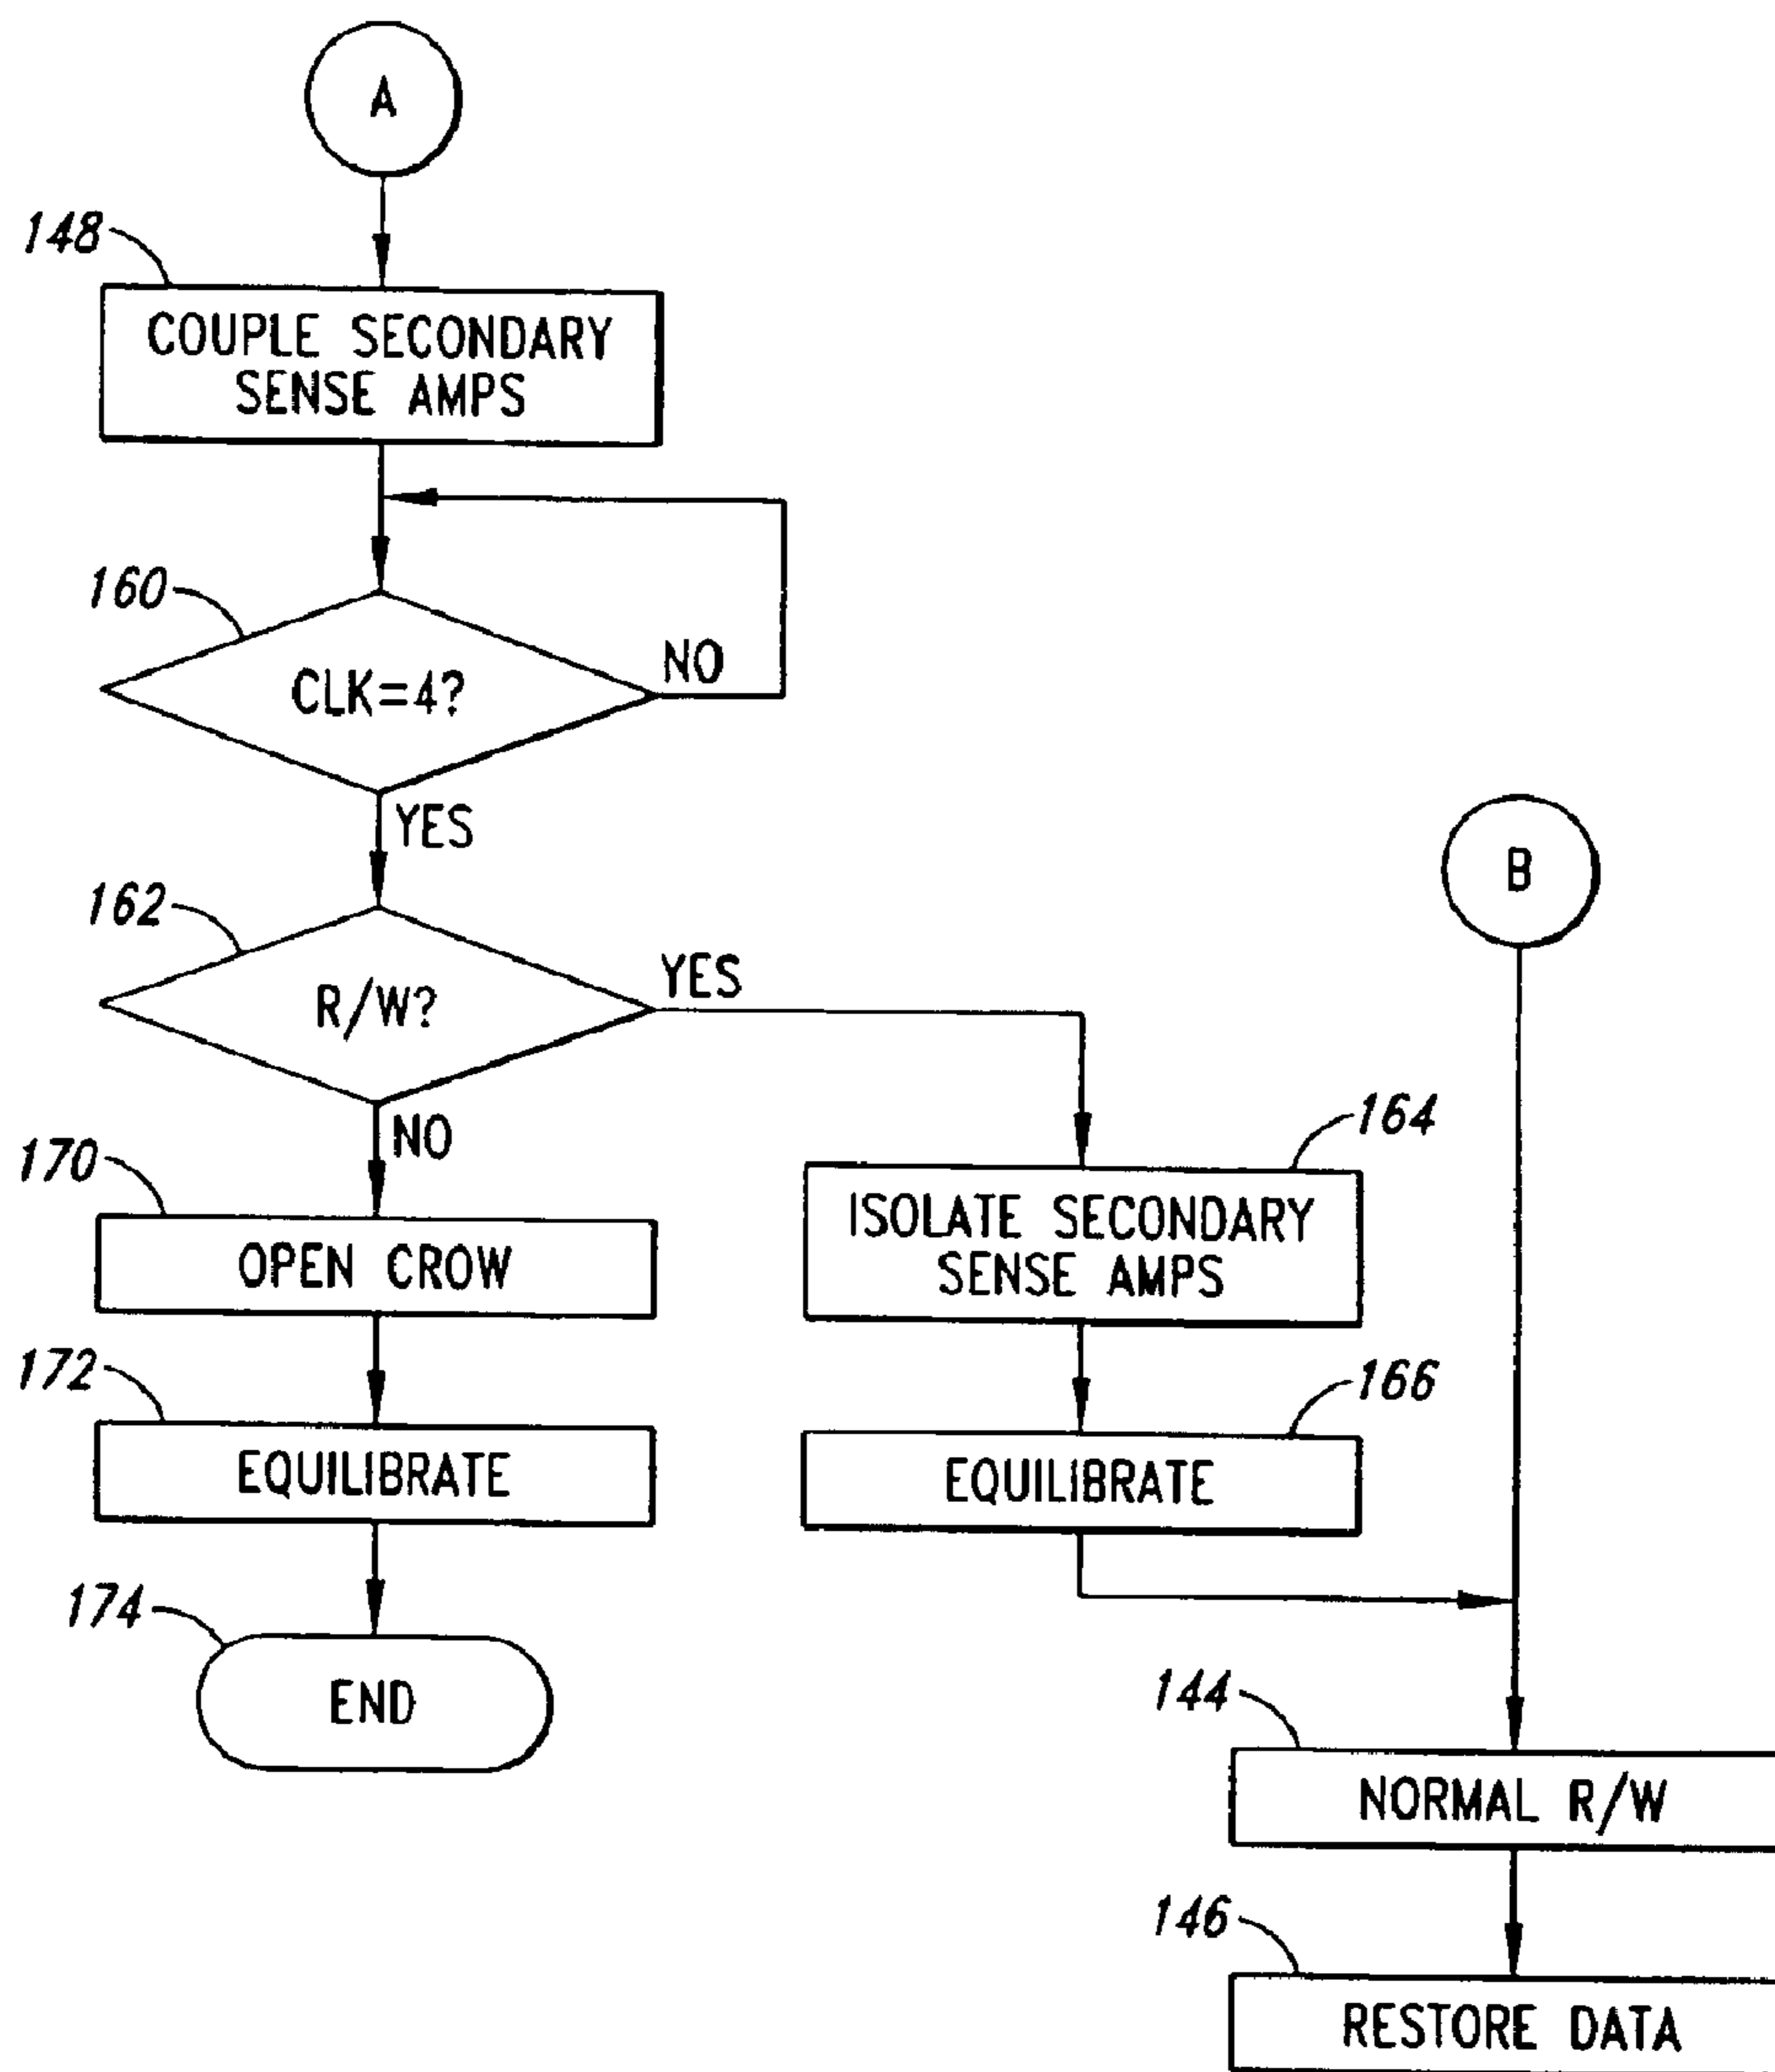 A
148
COUPLE SECONDARY
SENSE AMPS
160
CLK=4?
NO
YES
162
R/W?
YES
NO
B
170
OPEN CROW
164
ISOLATE SECONDARY
SENSE AMPS
172
EQUILIBRATE
166
EQUILIBRATE
174
END
144
NORMAL R/W
146
RESTORE DATA